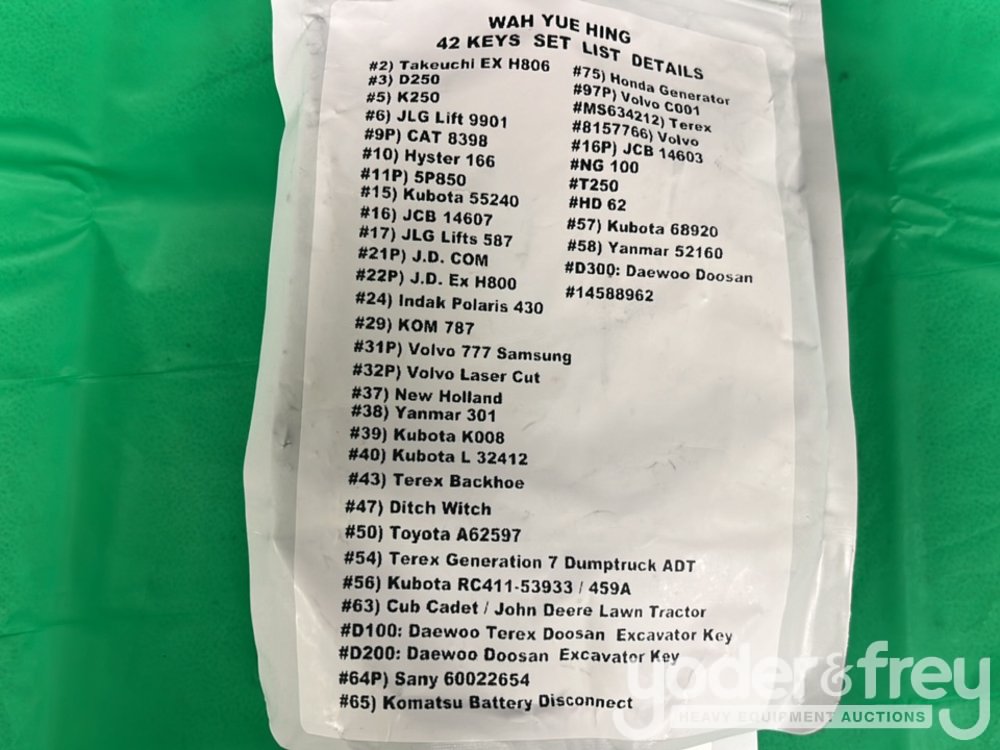 WAH YUE HING
42 KEYS SET LIST DETAILS
#2) Takeuchi EX H806
#3) D250
#5) K250
#6) JLG Lift 9901
#9P) CAT 8398
#10) Hyster 166
#11P) 5P850
#15) Kubota 55240
#16) JCB 14607
#17) JLG Lifts 587
#21P) J.D. COM
#22P) J.D. Ex H800
#24) Indak Polaris 430
#29) KOM 787
#31P) Volvo 777 Samsung
#32P) Volvo Laser Cut
#37) New Holland
#38) Yanmar 301
#39) Kubota K008
#40) Kubota L 32412
#43) Terex Backhoe
#47) Ditch Witch
#50) Toyota A62597
#54) Terex Generation 7 Dumptruck ADT
#56) Kubota RC411-53933 / 459A
#63) Cub Cadet / John Deere Lawn Tractor
#D100: Daewoo Terex Doosan Excavator Key
#D200: Daewoo Doosan Excavator Key
#64P) Sany 60022654
#65) Komatsu Battery Disconnect
#75) Honda Generator
#97P) Volvo C001
#MS634212) Terex
#8157766) Volvo
#16P) JCB 14603
#NG 100
#T250
#HD 62
#57) Kubota 68920
#58) Yanmar 52160
#D300: Daewoo Doosan
#14588962
yoder&frey
HEAVY EQUIPMENT AUCTIONS